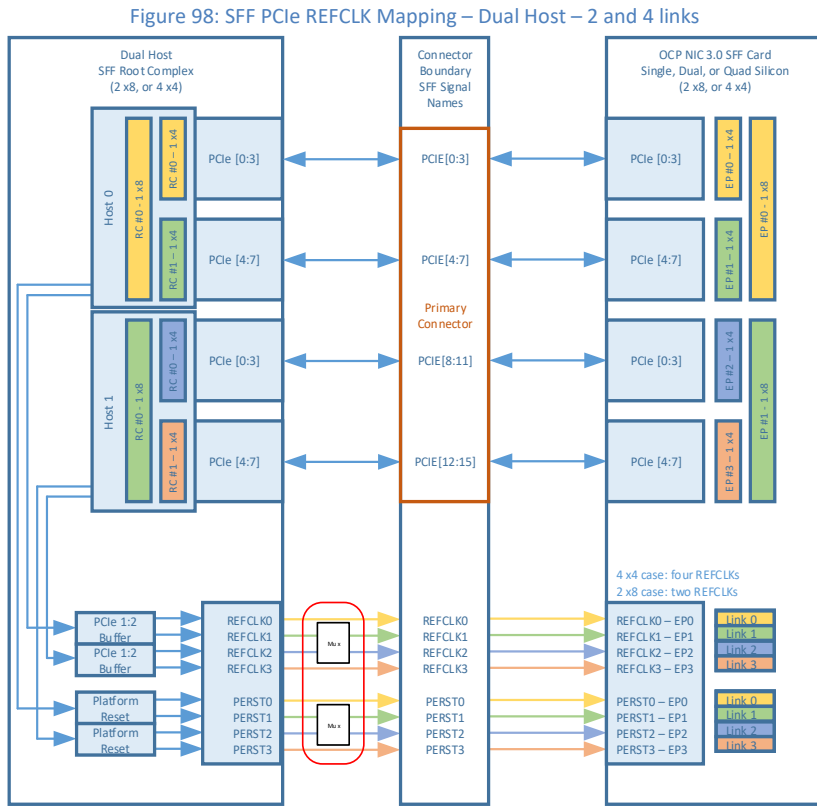 Figure 98: SFF PCIe REFCLK Mapping – Dual Host – 2 and 4 links
Dual Host
SFF Root Complex
(2 x8, or 4 x4)
Connector
Boundary
SFF Signal
Names
OCP NIC 3.0 SFF Card
Single, Dual, or Quad Silicon
(2 x8, or 4 x4)
Host 0
RC #0 - 1 x8
RC #0 – 1 x4
RC #1 – 1 x4
PCIe [0:3]
PCIe [4:7]
Host 1
RC #0 - 1 x8
RC #0 – 1 x4
RC #1 – 1 x4
PCIe [0:3]
PCIe [4:7]
PCIE[0:3]
PCIE[4:7]
Primary
Connector
PCIE[8:11]
PCIE[12:15]
PCIe [0:3]
PCIe [4:7]
PCIe [0:3]
PCIe [4:7]
EP #0 – 1 x4
EP #1 – 1 x4
EP #2 – 1 x4
EP #3 – 1 x4
EP #0 - 1 x8
EP #1 - 1 x8
4 x4 case: four REFCLKs
2 x8 case: two REFCLKs
PCIe 1:2
Buffer
PCIe 1:2
Buffer
Platform
Reset
Platform
Reset
REFCLK0
REFCLK1
REFCLK2
REFCLK3
PERST0
PERST1
PERST2
PERST3
Mux
Mux
REFCLK0
REFCLK1
REFCLK2
REFCLK3
PERST0
PERST1
PERST2
PERST3
REFCLK0 – EP0
REFCLK1 – EP1
REFCLK2 – EP2
REFCLK3 – EP3
PERST0 – EP0
PERST1 – EP1
PERST2 – EP2
PERST3 – EP3
Link 0
Link 1
Link 2
Link 3
Link 0
Link 1
Link 2
Link 3